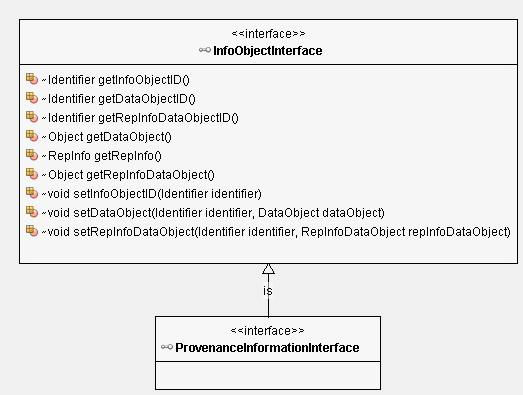 <<interface>>
InfoObjectInterface
~Identifier getInfoObjectID()
~Identifier getDataObjectID()
~Identifier getRepInfoDataObjectID()
~Object getDataObject()
~RepInfo getRepInfo()
~Object getRepInfoDataObject()
~void setInfoObjectID(Identifier identifier)
~void setDataObject(Identifier identifier, DataObject dataObject)
~void setRepInfoDataObject(Identifier identifier, RepInfoDataObject repInfoDataObject)
is
<<interface>>
ProvenanceInformationInterface